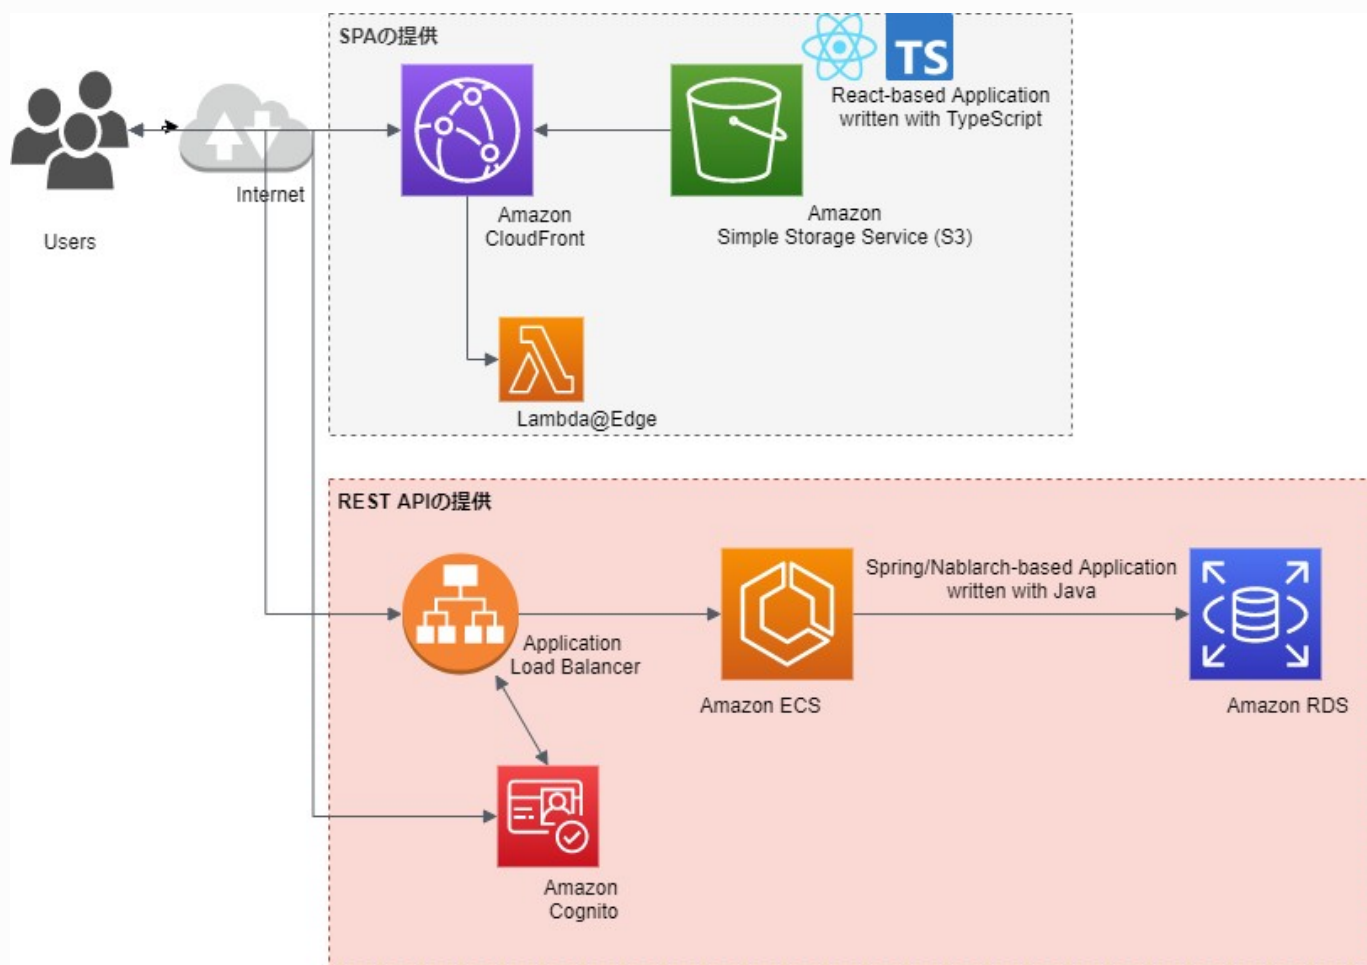 SPAの提供
TS
React-based Application
written with TypeScript
Internet
Users
Amazon
CloudFront
Amazon
Simple Storage Service (S3)
Lambda@Edge
REST APIの提供
Application
Load Balancer
Amazon ECS
Spring/Nablarch-based Application
written with Java
Amazon RDS
Amazon
Cognito